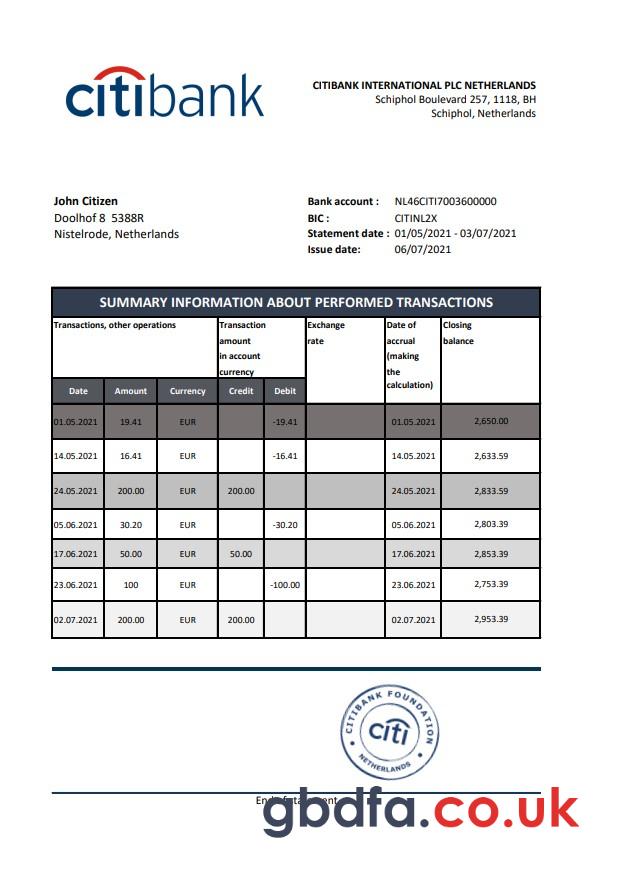 citibank
CITIBANK INTERNATIONAL PLC NETHERLANDS
Schiphol Boulevard 257, 1118, BH
Schiphol, Netherlands
John Citizen
Doolhof 8  5388R
Nistelrode, Netherlands
Bank account : NL46CITI7003600000
BIC : CITINL2X
Statement date : 01/05/2021 - 03/07/2021
Issue date: 06/07/2021
SUMMARY INFORMATION ABOUT PERFORMED TRANSACTIONS
Transactions, other operations
Transaction
amount
in account
currency
Exchange
rate
Date of
accrual
(making
the
calculation)
Closing
balance
Date Amount Currency Credit Debit
01.05.2021 19.41 EUR -19.41 01.05.2021 2,650.00
14.05.2021 16.41 EUR -16.41 14.05.2021 2,633.59
24.05.2021 200.00 EUR 200.00 24.05.2021 2,833.59
05.06.2021 30.20 EUR -30.20 05.06.2021 2,803.39
17.06.2021 50.00 EUR 50.00 17.06.2021 2,853.39
23.06.2021 100 EUR -100.00 23.06.2021 2,753.39
02.07.2021 200.00 EUR 200.00 02.07.2021 2,953.39
CITIBANK FOUNDATION
citi
NETHERLANDS
gbdfa.co.uk